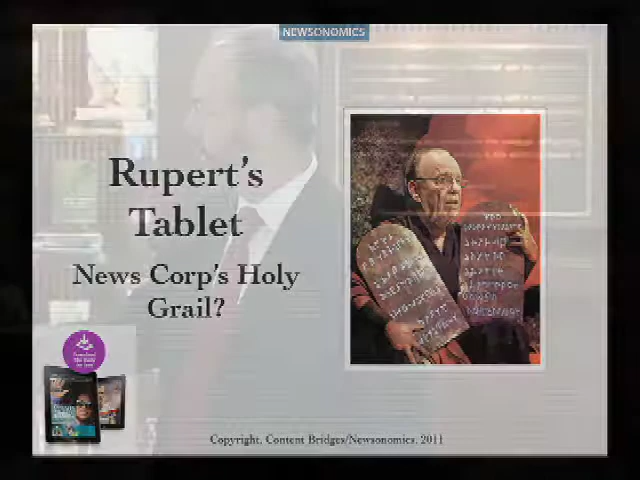 NEWSONOMICS
Rupert's
Tablet
News Corp's Holy
Grail?
Copyright, Content Bridges/Newsonomics, 2011